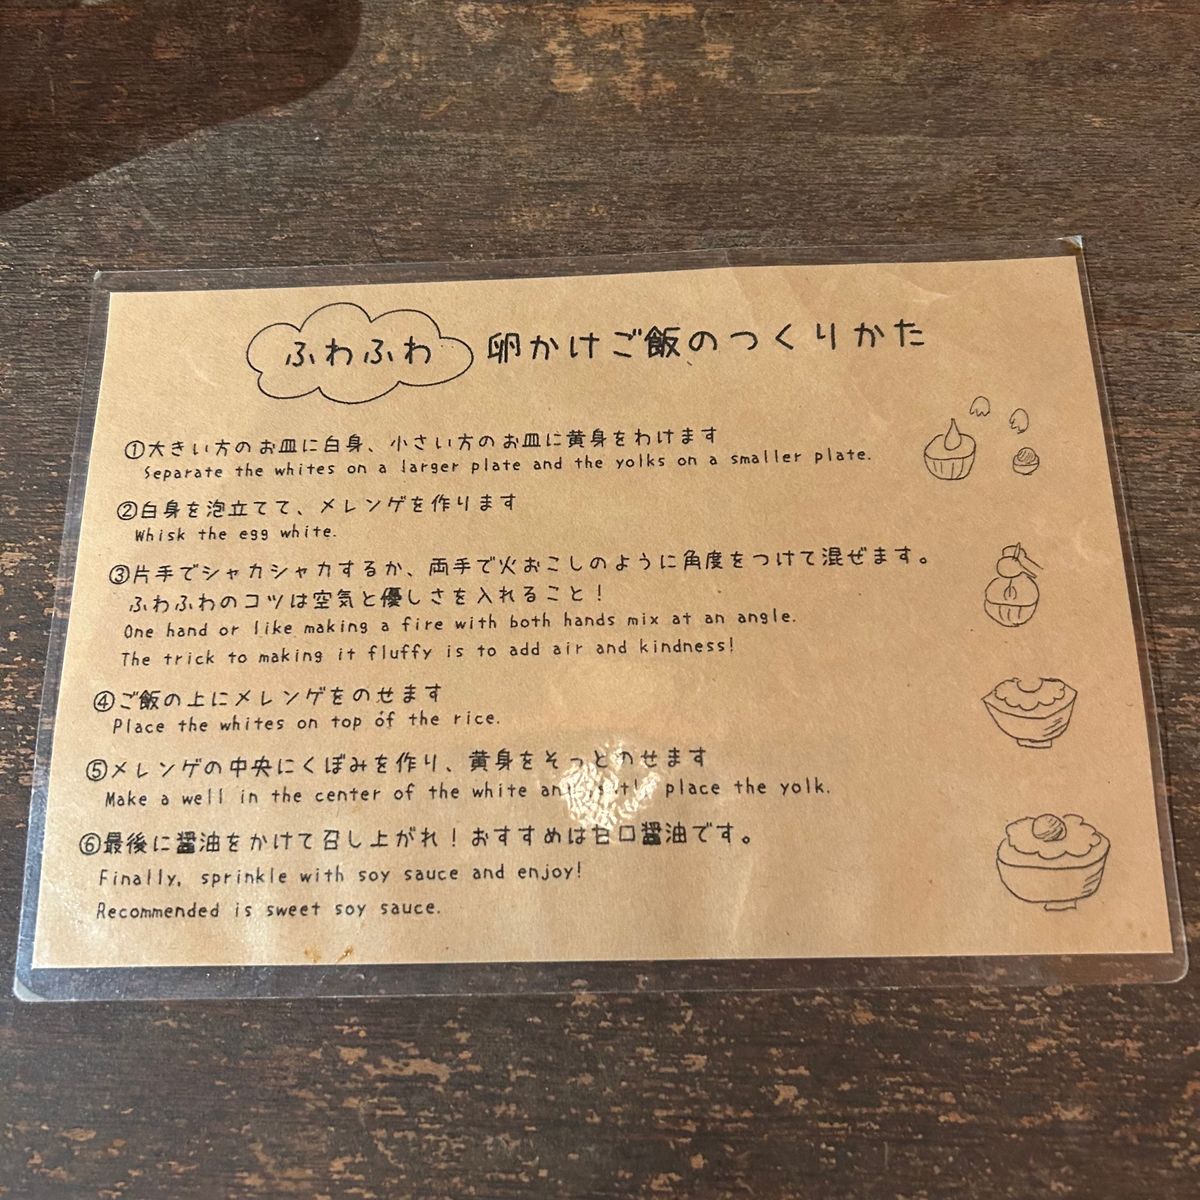 ふわふわ 卵かけご飯のつくりかた
①大きい方のお皿に白身、小さい方のお皿に黄身をわけます
Separate the whites on a larger plate and the yolks on a smaller plate.
②白身を泡立てて、メレンゲを作ります
Whisk the egg white.
③片手でシャカシャカするか、両手で火おこしのように角度をつけて混ぜます。
ふわふわのコツは空気と優しさを入れること！
One hand or like making a fire with both hands mix at an angle.
The trick to making it fluffy is to add air and kindness!
④ご飯の上にメレンゲをのせます
Place the whites on top of the rice.
⑤メレンゲの中央にくぼみを作り、黄身をそっとのせます
Make a well in the center of the white and place the yolk.
⑥最後に醤油をかけて召し上がれ！おすすめは甘口醤油です。
Finally, sprinkle with soy sauce and enjoy!
Recommended is sweet soy sauce.